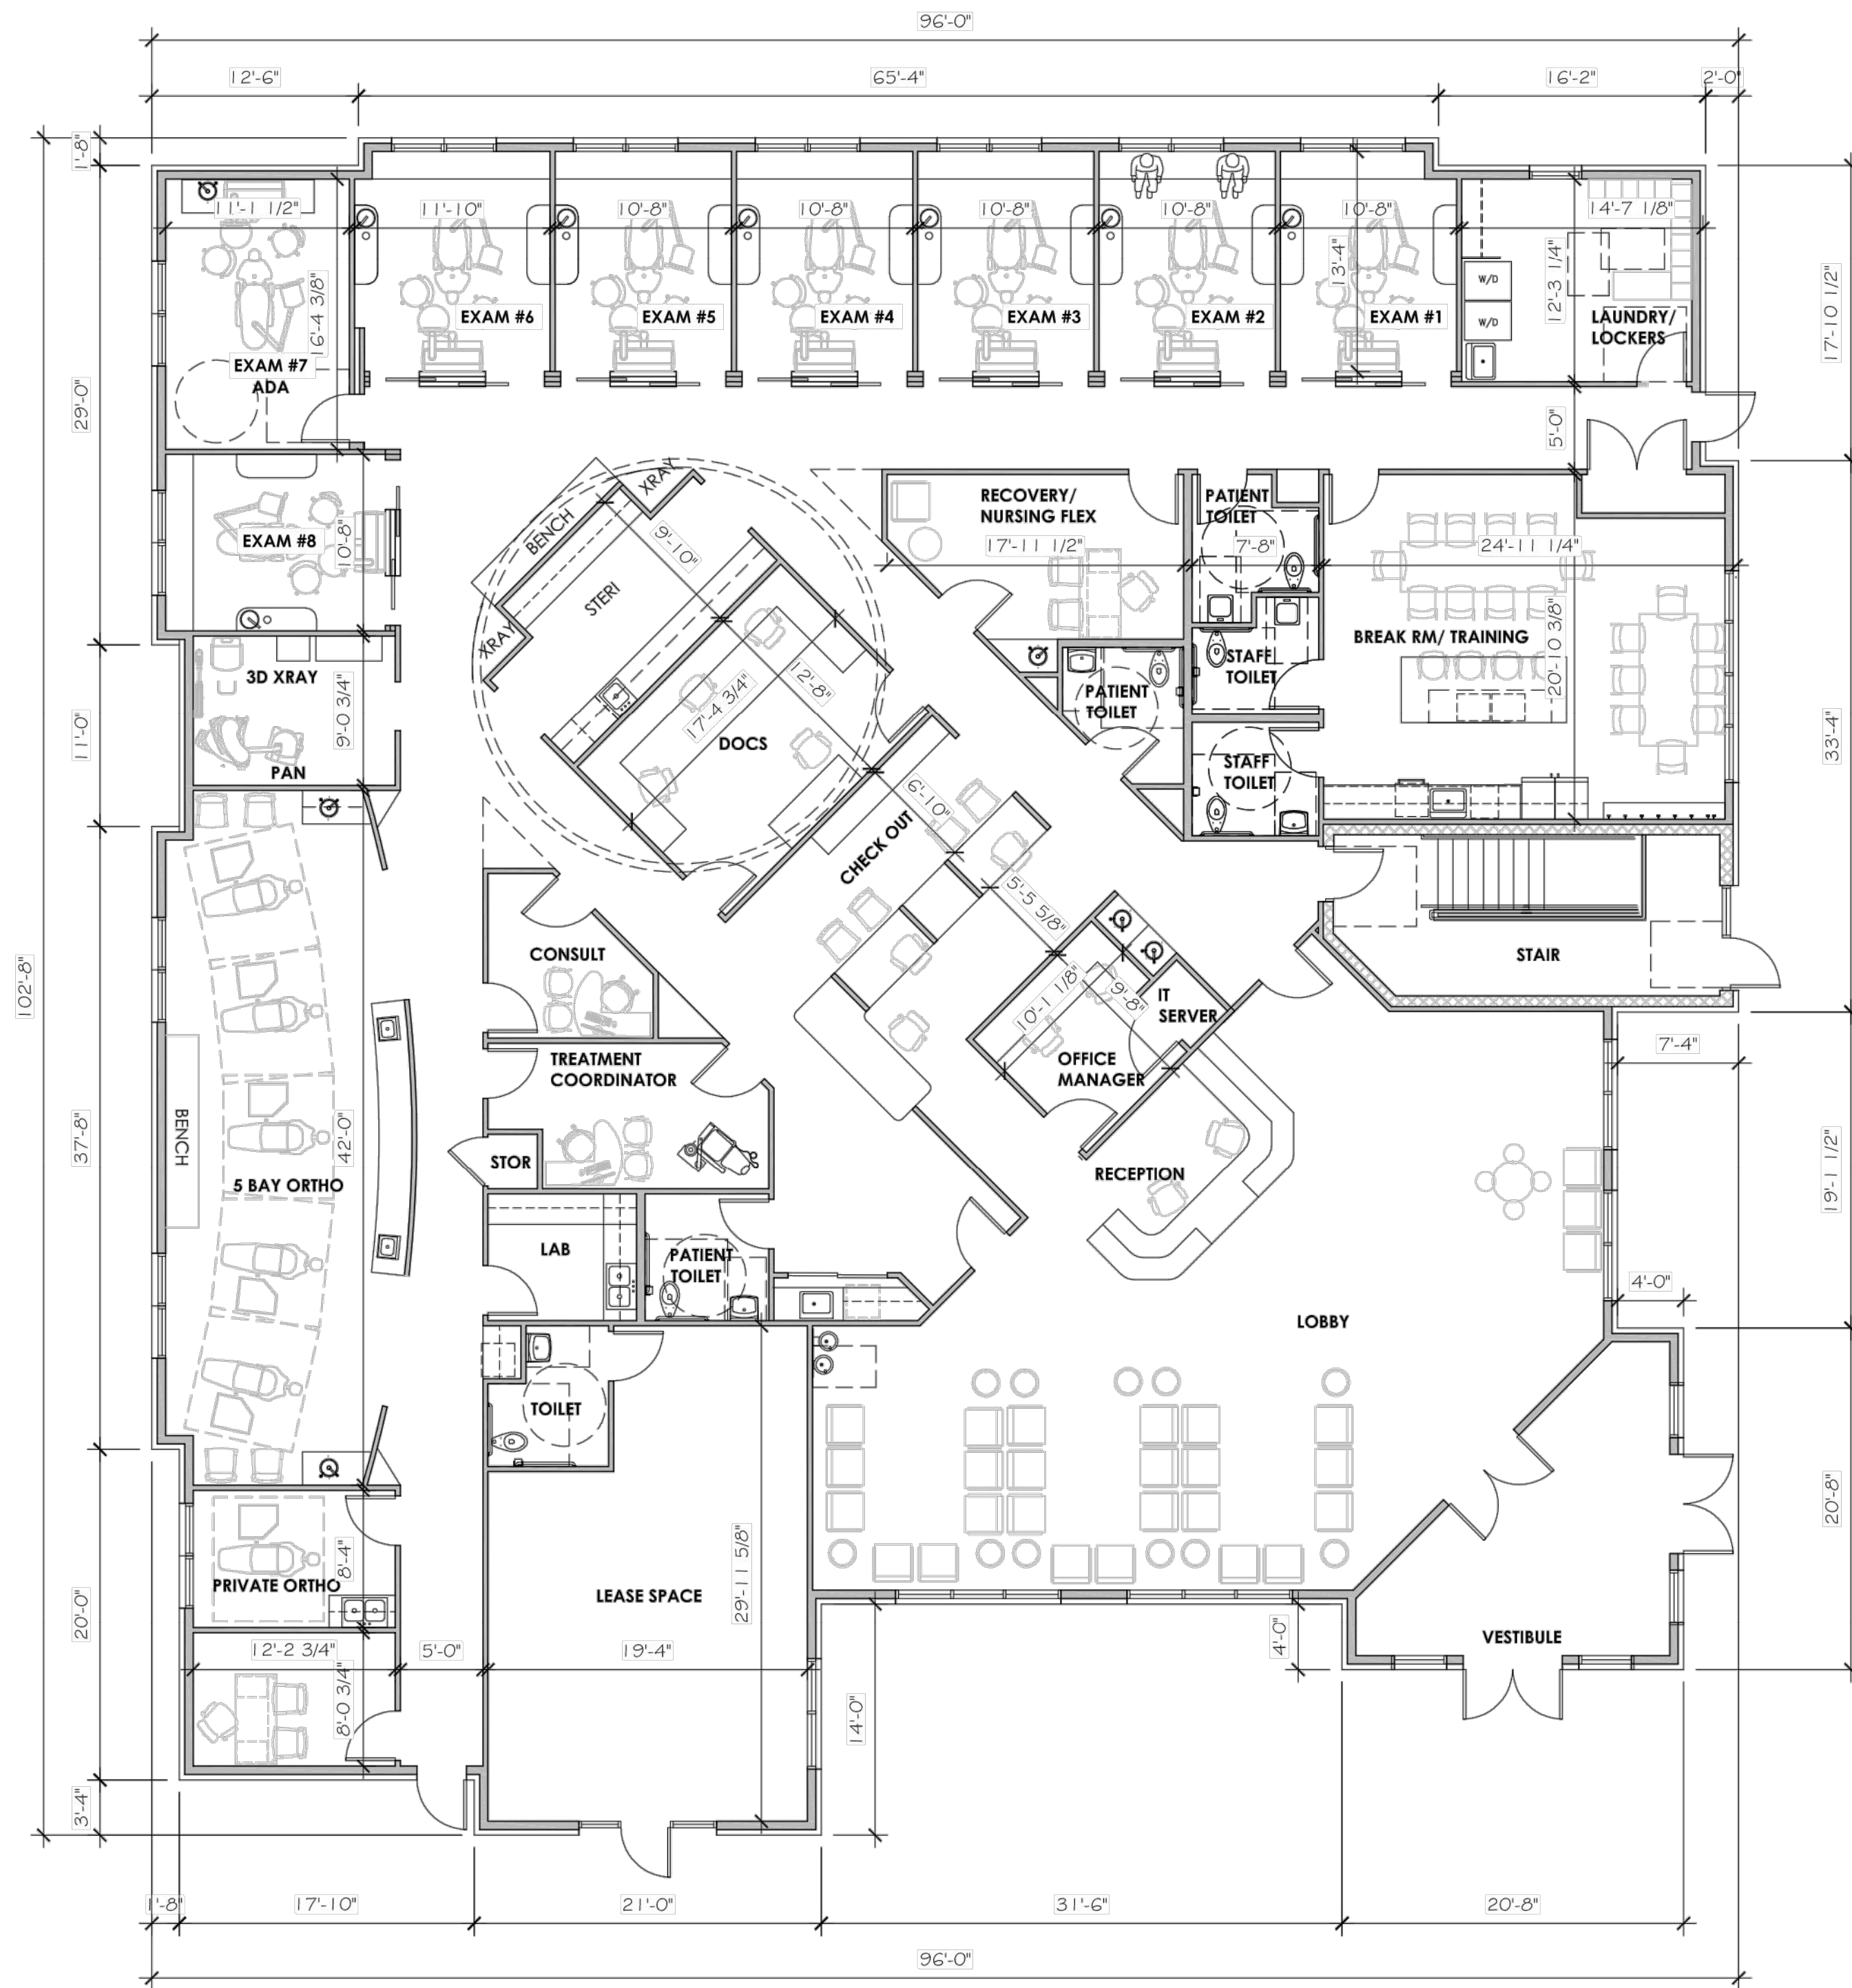 96'-0"
12'-6"
65'-4"
16'-2"
2'-0"
1'-8"
11'-1 1/2"
11'-10"
10'-8"
10'-8"
10'-8"
10'-8"
10'-8"
14'-7 1/8"
13'-4"
12'-3 1/4"
16'-4 3/8"
17'-10 1/2"
W/D
W/D
EXAM #6
EXAM #5
EXAM #4
EXAM #3
EXAM #2
EXAM #1
LAUNDRY/
LOCKERS
EXAM #7
ADA
29'-0"
5'-0"
XRAY
BENCH
9'-10"
STERI
XRAY
RECOVERY/
NURSING FLEX
17'-11 1/2"
PATIENT
TOILET
7'-8"
24'-11 1/4"
EXAM #8
10'-8"
BREAK RM/ TRAINING
20'-10 3/8"
3D XRAY
9'-0 3/4"
PAN
11'-0"
12'-8"
17'-4 3/4"
DOCS
STAFF
TOILET
PATIENT
TOILET
STAFF
TOILET
33'-4"
6'-10"
CHECK OUT
5'-5 5/8"
102'-8"
CONSULT
STAIR
10'-1 1/8"
9'-8"
IT
SERVER
OFFICE
MANAGER
7'-4"
TREATMENT
COORDINATOR
BENCH
37'-8"
42'-0"
5 BAY ORTHO
STOR
RECEPTION
19'-1 1/2"
LAB
PATIENT
TOILET
4'-0"
LOBBY
TOILET
20'-8"
PRIVATE ORTHO
8'-4"
29'-11 5/8"
LEASE SPACE
20'-0"
12'-2 3/4"
5'-0"
19'-4"
8'-0 3/4"
4'-0"
VESTIBULE
14'-0"
3'-4"
1'-8"
17'-10"
21'-0"
31'-6"
20'-8"
96'-0"